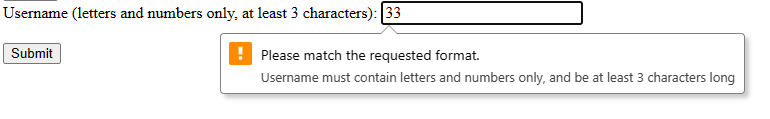 Username (letters and numbers only, at least 3 characters): 33
Submit
! Please match the requested format.
Username must contain letters and numbers only, and be at least 3 characters long